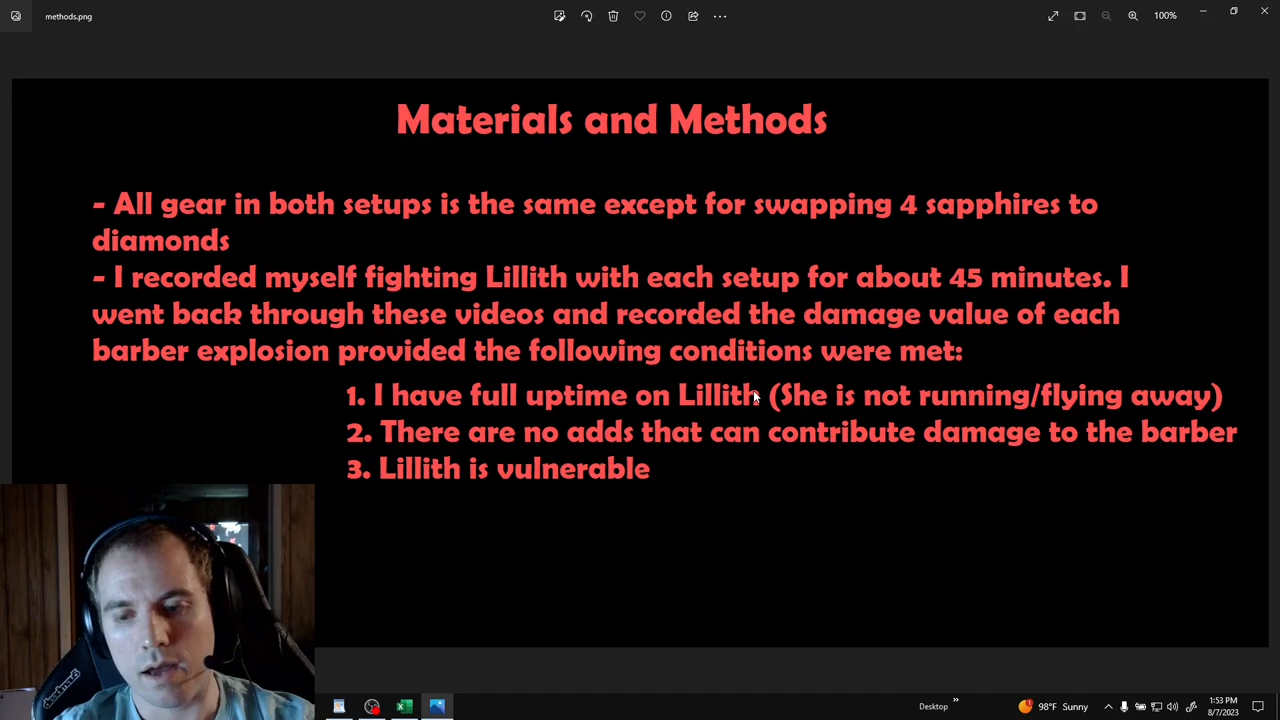 methods.png
100%
Materials and Methods
- All gear in both setups is the same except for swapping 4 sapphires to
diamonds
- I recorded myself fighting Lillith with each setup for about 45 minutes. I
went back through these videos and recorded the damage value of each
barber explosion provided the following conditions were met:
1. I have full uptime on Lillith (She is not running/flying away)
2. There are no adds that can contribute damage to the barber
3. Lillith is vulnerable
Desktop
98°F Sunny
1:53 PM
8/7/2023